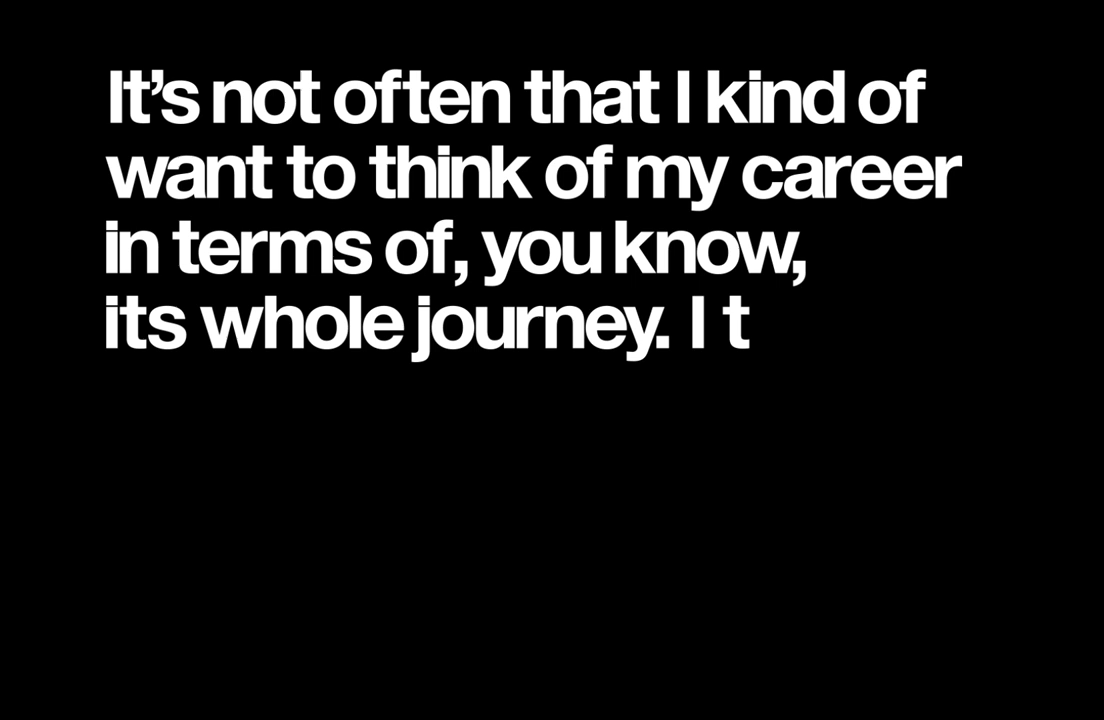 It’s not often that I kind of
want to think of my career
in terms of, you know,
its whole journey. I t